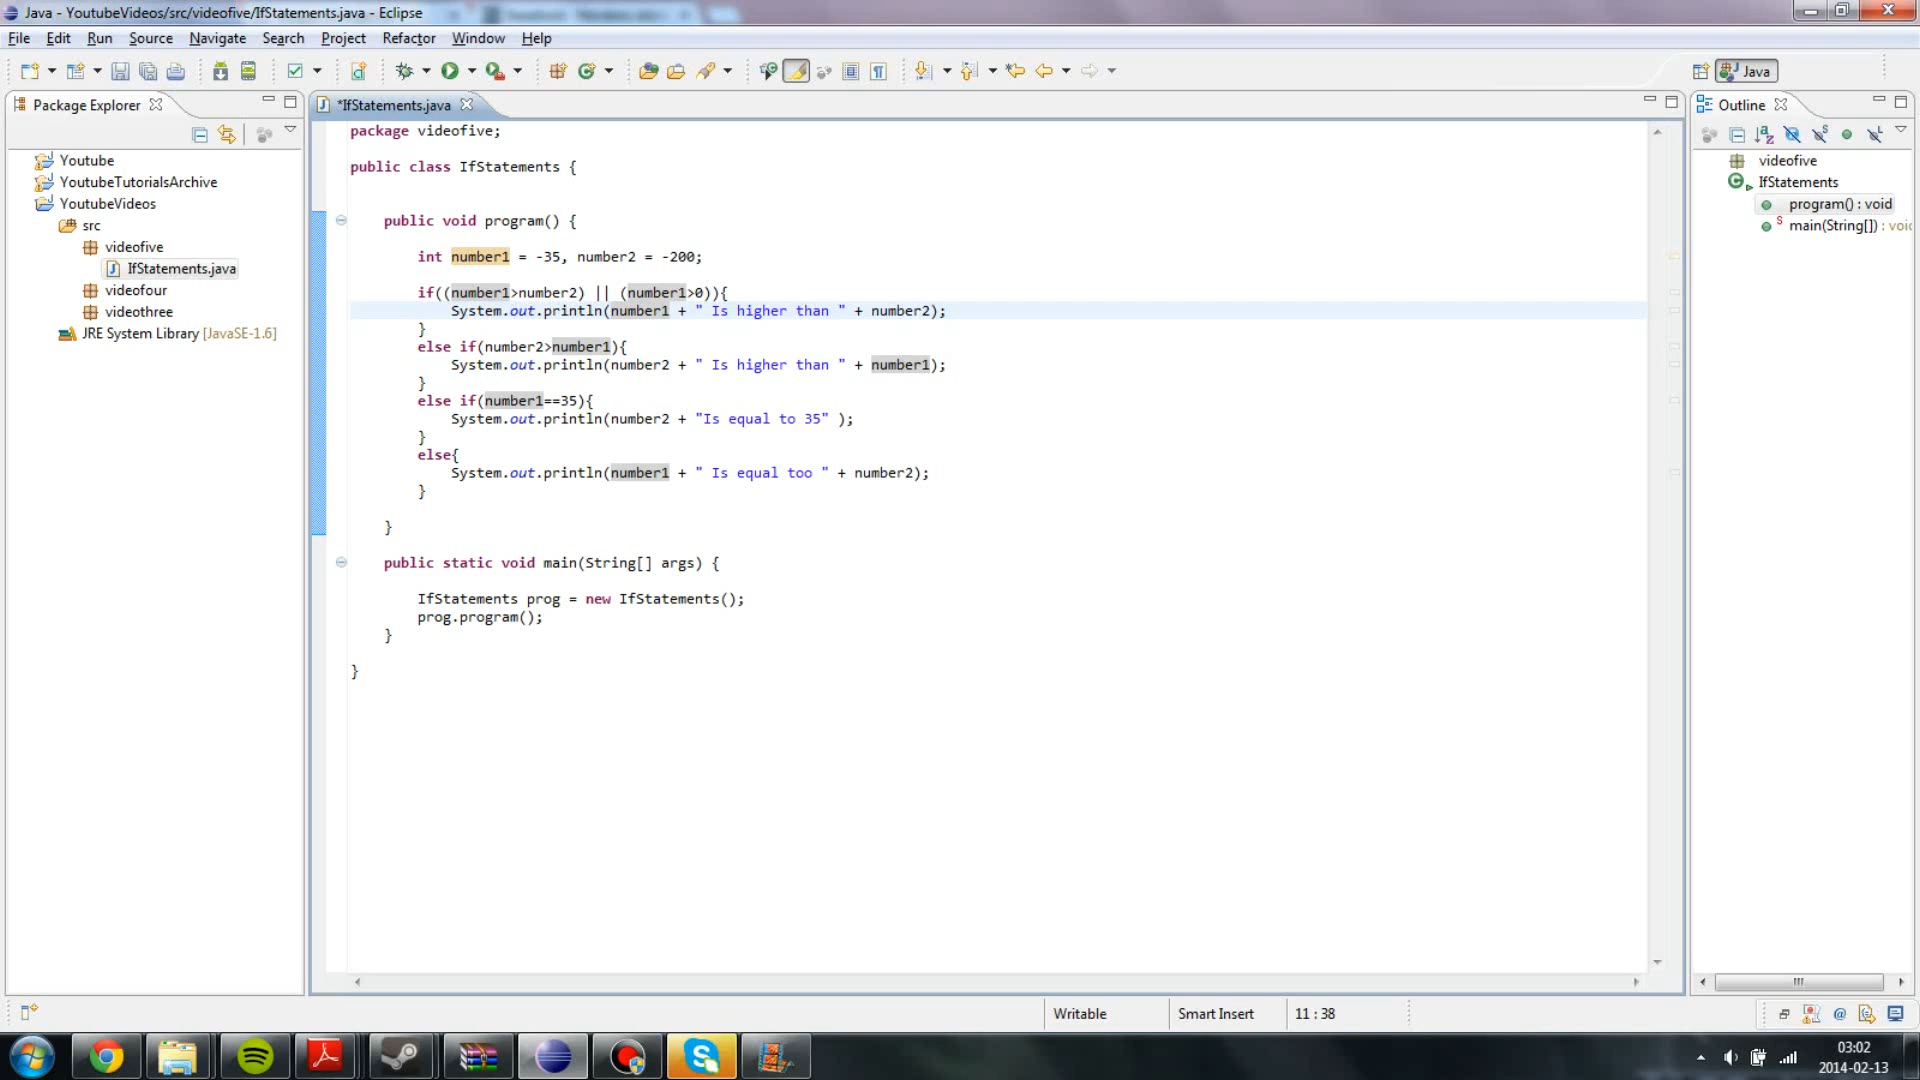 Java - YoutubeVideos/src/videofive/IfStatements.java - Eclipse
File Edit Run Source Navigate Search Project Refactor Window Help
Java
Package Explorer
*IfStatements.java
Outline
Youtube
YoutubeTutorialsArchive
YoutubeVideos
src
videofive
IfStatements.java
videofour
videothree
JRE System Library [JavaSE-1.6]
package videofive;
public class IfStatements {
public void program() {
int number1 = -35, number2 = -200;
if((number1>number2) || (number1>0)){
System.out.println(number1 + " Is higher than " + number2);
}
else if(number2>number1){
System.out.println(number2 + " Is higher than " + number1);
}
else if(number1==35){
System.out.println(number2 + "Is equal to 35" );
}
else{
System.out.println(number1 + " Is equal too " + number2);
}
}
public static void main(String[] args) {
IfStatements prog = new IfStatements();
prog.program();
}
}
videofive
IfStatements
program() : void
main(String[]) : voi
Writable
Smart Insert
11 : 38
03:02
2014-02-13